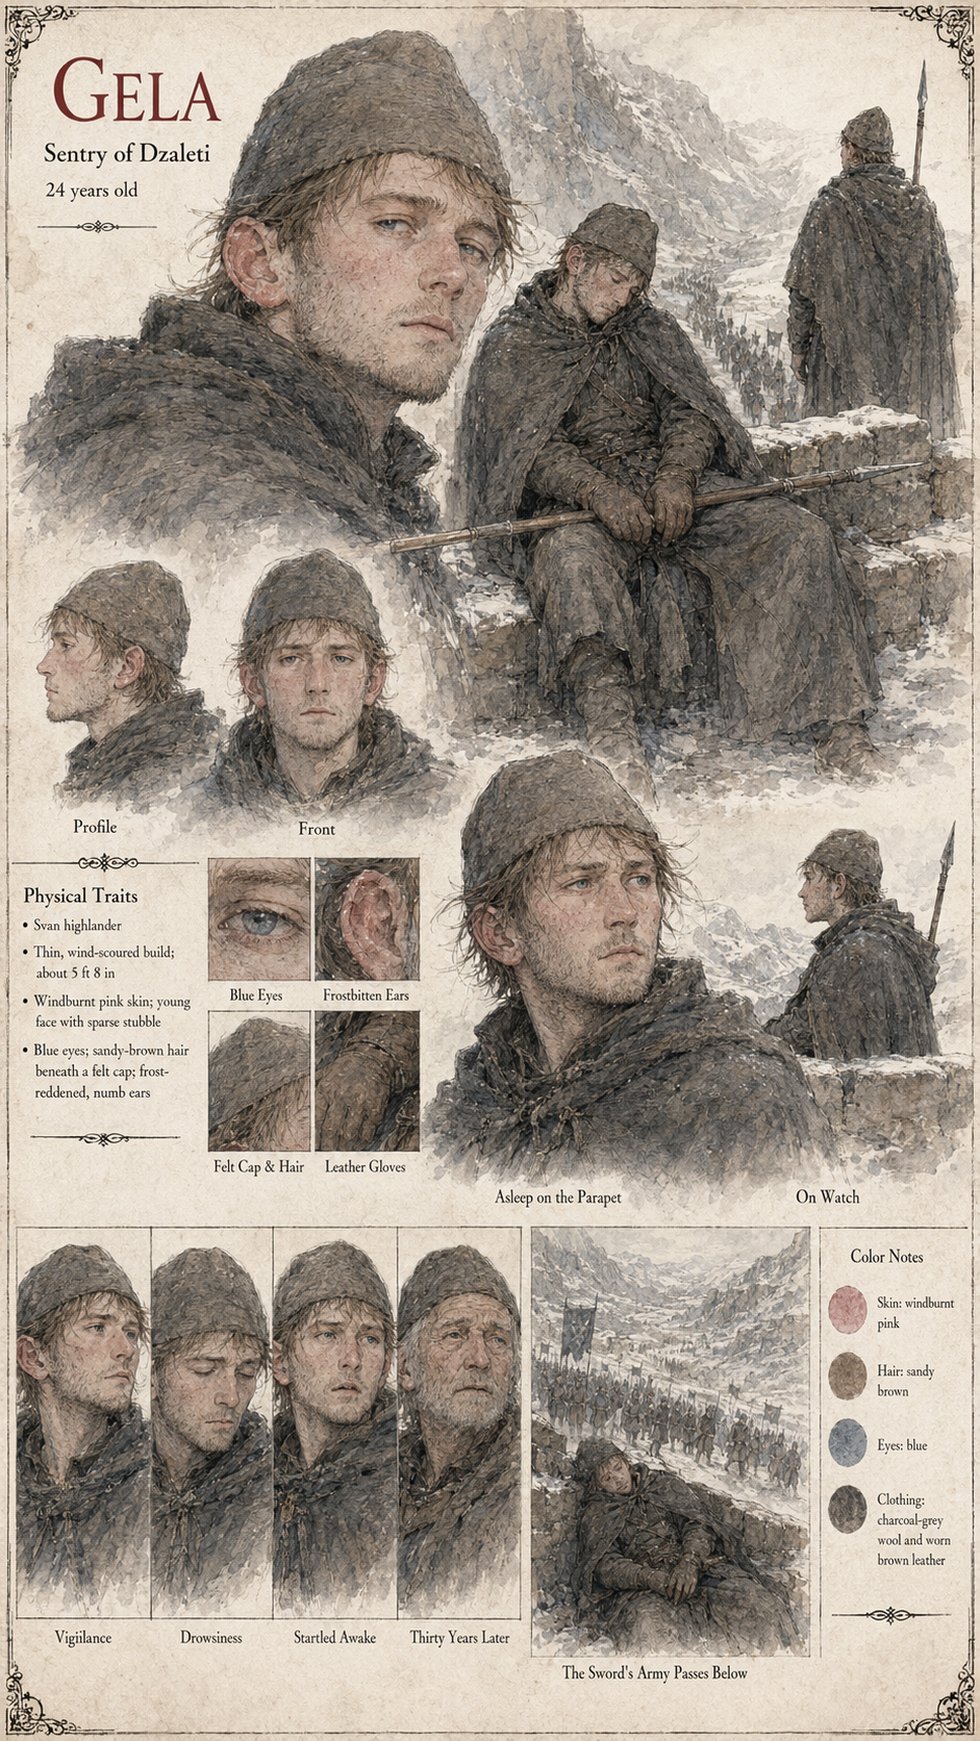 GELA
Sentry of Dzaleti
24 years old
Profile
Front
Physical Traits
• Svan highlander
• Thin, wind-scoured build;
about 5 ft 8 in
• Windburnt pink skin; young
face with sparse stubble
• Blue eyes; sandy-brown hair
beneath a felt cap; frost-
reddened, numb ears
Blue Eyes
Frostbitten Ears
Felt Cap & Hair
Leather Gloves
Asleep on the Parapet
On Watch
Vigiilance
Drowsiness
Startled Awake
Thirty Years Later
The Sword's Army Passes Below
Color Notes
Skin: windburnt
pink
Hair: sandy
brown
Eyes: blue
Clothing:
charcoal-grey
wool and worn
brown leather